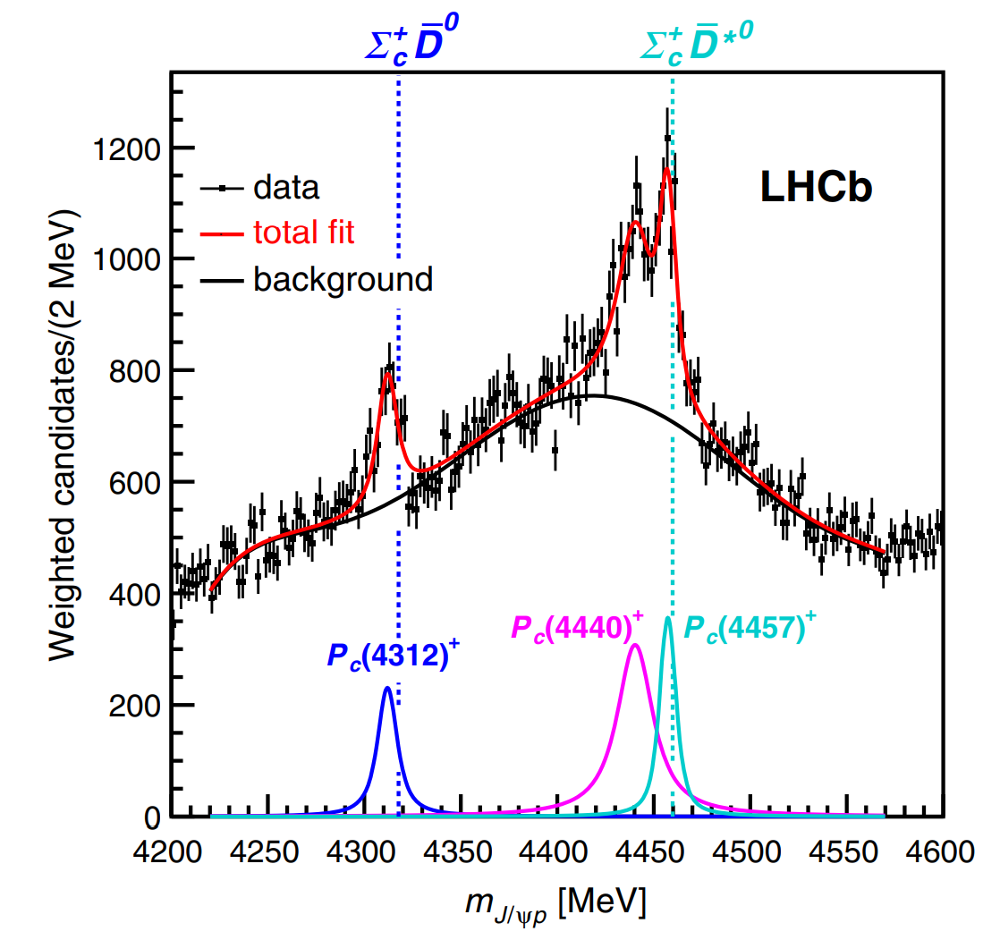 Σc+ D̅0 Σc+ D̅*0
1200
1000
800
600
400
200
0
Weighted candidates/(2 MeV)
data
total fit
background
LHCb
Pc(4312)+
Pc(4440)+
Pc(4457)+
4200 4250 4300 4350 4400 4450 4500 4550 4600
mJ/ψp [MeV]